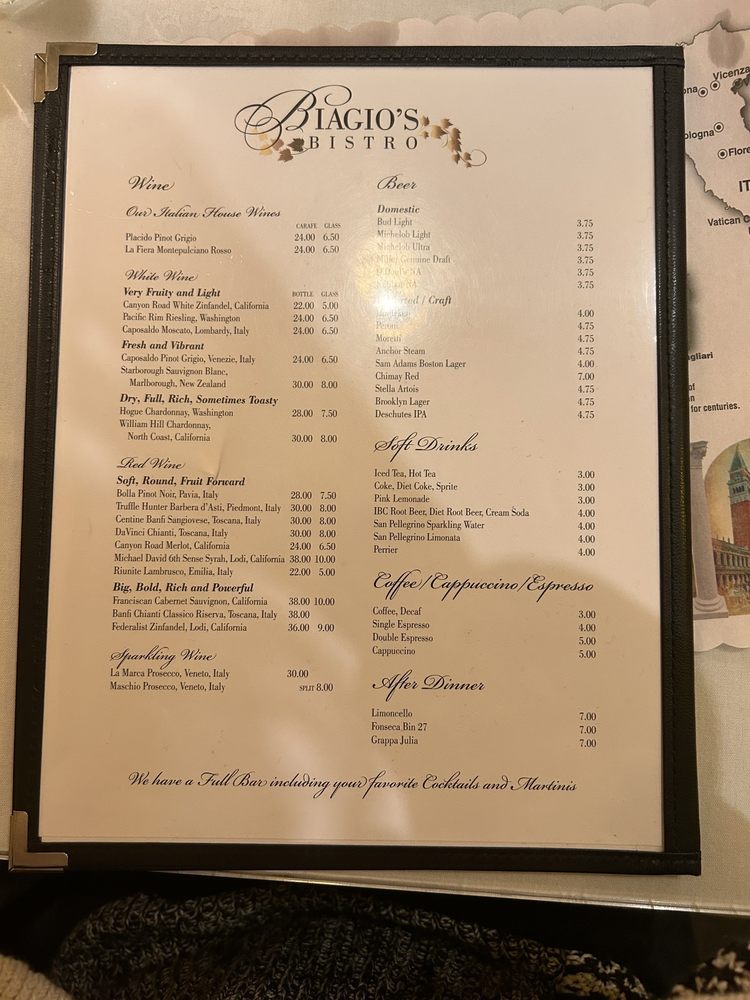 BIAGIO'S
BISTRO
Wine
Our Italian House Wines
CARAFE GLASS
Placido Pinot Grigio 24.00 6.50
La Fiera Montepulciano Rosso 24.00 6.50
White Wine
Very Fruity and Light BOTTLE GLASS
Canyon Road White Zinfandel, California 22.00 5.00
Pacific Rim Riesling, Washington 24.00 6.50
Caposaldo Moscato, Lombardy, Italy 24.00 6.50
Fresh and Vibrant
Caposaldo Pinot Grigio, Venezie, Italy 24.00 6.50
Starborough Sauvignon Blanc,
Marlborough, New Zealand 30.00 8.00
Dry, Full, Rich, Sometimes Toasty
Hogue Chardonnay, Washington 28.00 7.50
William Hill Chardonnay,
North Coast, California 30.00 8.00
Red Wine
Soft, Round, Fruit Forward
Bolla Pinot Noir, Pavia, Italy 28.00 7.50
Truffle Hunter Barbera d'Asti, Piedmont, Italy 30.00 8.00
Centine Banfi Sangiovese, Toscana, Italy 30.00 8.00
DaVinci Chianti, Toscana, Italy 30.00 8.00
Canyon Road Merlot, California 24.00 6.50
Michael David 6th Sense Syrah, Lodi, California 38.00 10.00
Riunite Lambrusco, Emilia, Italy 22.00 5.00
Big, Bold, Rich and Powerful
Franciscan Cabernet Sauvignon, California 38.00 10.00
Banfi Chianti Classico Riserva, Toscana, Italy 38.00
Federalist Zinfandel, Lodi, California 36.00 9.00
Sparkling Wine
La Marca Prosecco, Veneto, Italy 30.00
Maschio Prosecco, Veneto, Italy SPLIT 8.00
Beer
Domestic
Bud Light 3.75
Michelob Light 3.75
Michelob Ultra 3.75
Miller Genuine Draft 3.75
NA 3.75
NA 3.75
/ Craft
4.00
Peroni 4.75
Moretti 4.75
Anchor Steam 4.75
Sam Adams Boston Lager 4.00
Chimay Red 7.00
Stella Artois 4.75
Brooklyn Lager 4.75
Deschutes IPA 4.75
Soft Drinks
Iced Tea, Hot Tea 3.00
Coke, Diet Coke, Sprite 3.00
Pink Lemonade 3.00
IBC Root Beer, Diet Root Beer, Cream Soda 4.00
San Pellegrino Sparkling Water 4.00
San Pellegrino Limonata 4.00
Perrier 4.00
Coffee/Cappuccino/Espresso
Coffee, Decaf 3.00
Single Espresso 4.00
Double Espresso 5.00
Cappuccino 5.00
After Dinner
Limoncello 7.00
Fonseca Bin 27 7.00
Grappa Julia 7.00
We have a Full Bar including your favorite Cocktails and Martinis
Vicenza
ona
ologna
Flore
IT
Vatican C
gliari
of
n
for centuries.